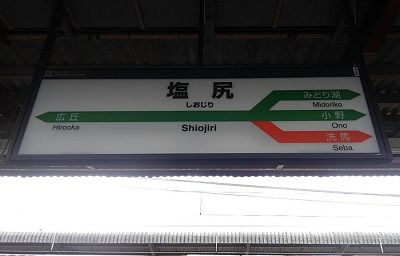 塩尻
しおじり
Shiojiri
広丘
Hirooka
みどり湖
Midoriko
小野
Ono
洗馬
Seba